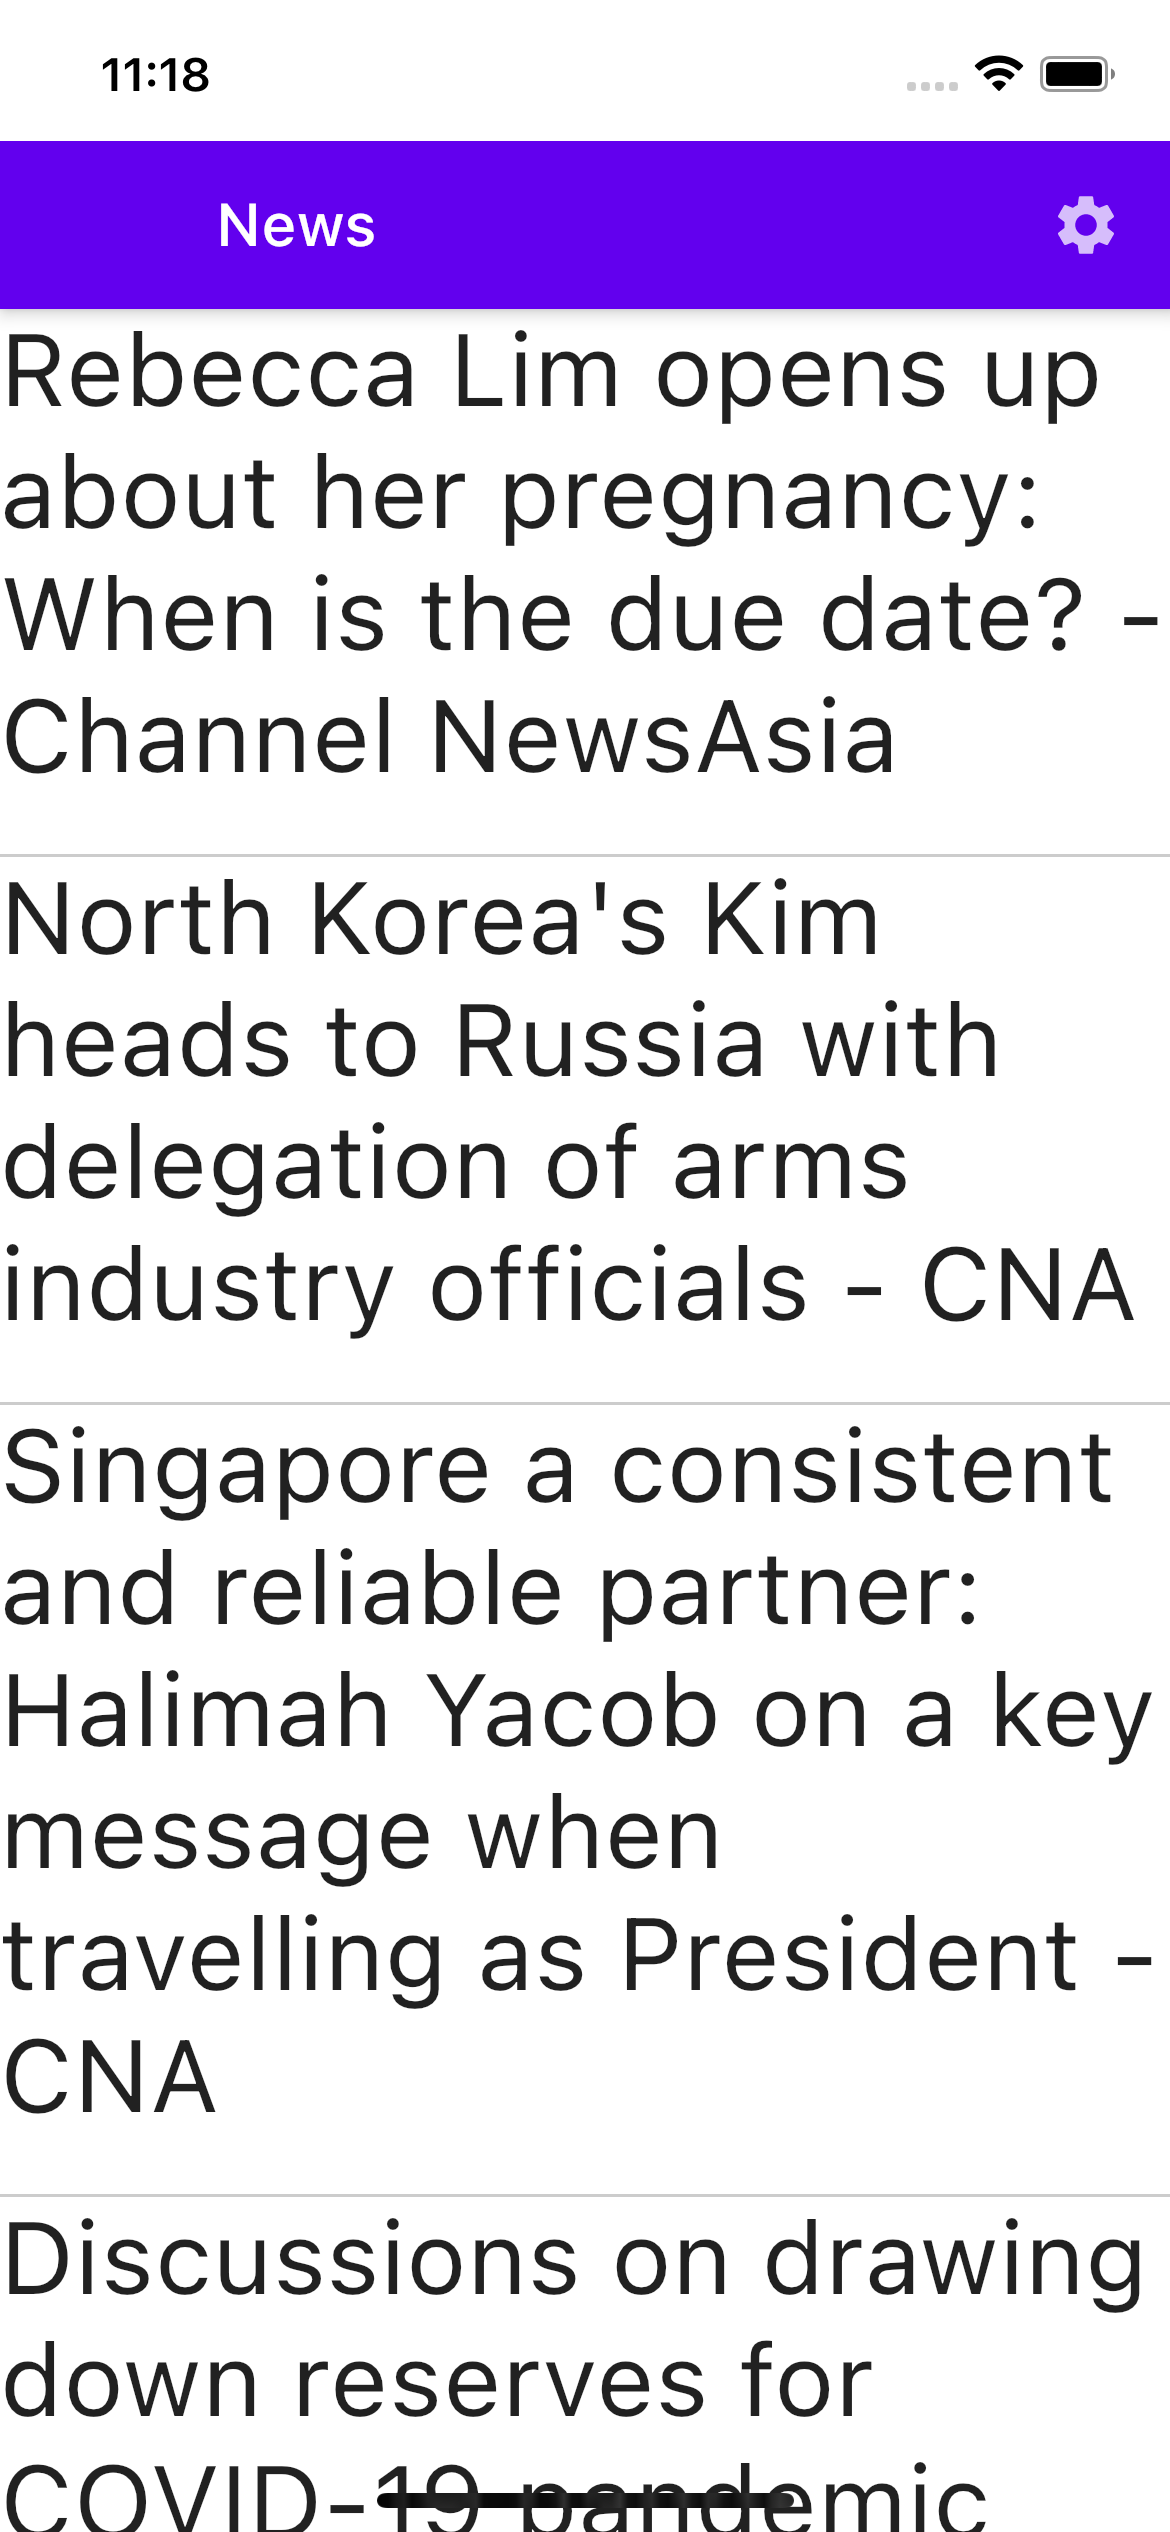 11:18
News
Rebecca Lim opens up
about her pregnancy:
When is the due date? -
Channel NewsAsia
North Korea's Kim
heads to Russia with
delegation of arms
industry officials - CNA
Singapore a consistent
and reliable partner:
Halimah Yacob on a key
message when
travelling as President -
CNA
Discussions on drawing
down reserves for
COVID-19 pandemic